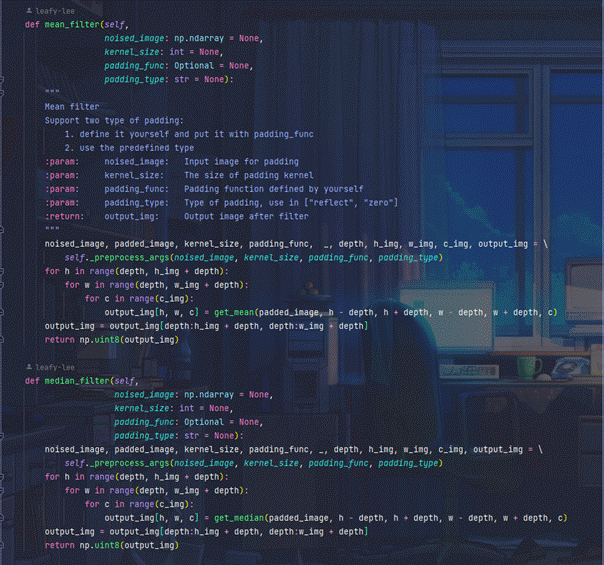 leafy-lee
def mean_filter(self,
noised_image: np.ndarray = None,
kernel_size: int = None,
padding_func: Optional = None,
padding_type: str = None):
"""
Mean filter
Support two type of padding:
1. define it yourself and put it with padding_func
2. use the predefined type
:param: noised_image: Input image for padding
:param: kernel_size: The size of padding kernel
:param: padding_func: Padding function defined by yourself
:param: padding_type: Type of padding, use in ["reflect", "zero"]
:return: output_img: Output image after filter
"""
noised_image, padded_image, kernel_size, padding_func, _, depth, h_img, w_img, c_img, output_img = \
self._preprocess_args(noised_image, kernel_size, padding_func, padding_type)
for h in range(depth, h_img + depth):
for w in range(depth, w_img + depth):
for c in range(c_img):
output_img[h, w, c] = get_mean(padded_image, h - depth, h + depth, w - depth, w + depth, c)
output_img = output_img[depth:h_img + depth, depth:w_img + depth]
return np.uint8(output_img)
leafy-lee
def median_filter(self,
noised_image: np.ndarray = None,
kernel_size: int = None,
padding_func: Optional = None,
padding_type: str = None):
noised_image, padded_image, kernel_size, padding_func, _, depth, h_img, w_img, c_img, output_img = \
self._preprocess_args(noised_image, kernel_size, padding_func, padding_type)
for h in range(depth, h_img + depth):
for w in range(depth, w_img + depth):
for c in range(c_img):
output_img[h, w, c] = get_median(padded_image, h - depth, h + depth, w - depth, w + depth, c)
output_img = output_img[depth:h_img + depth, depth:w_img + depth]
return np.uint8(output_img)